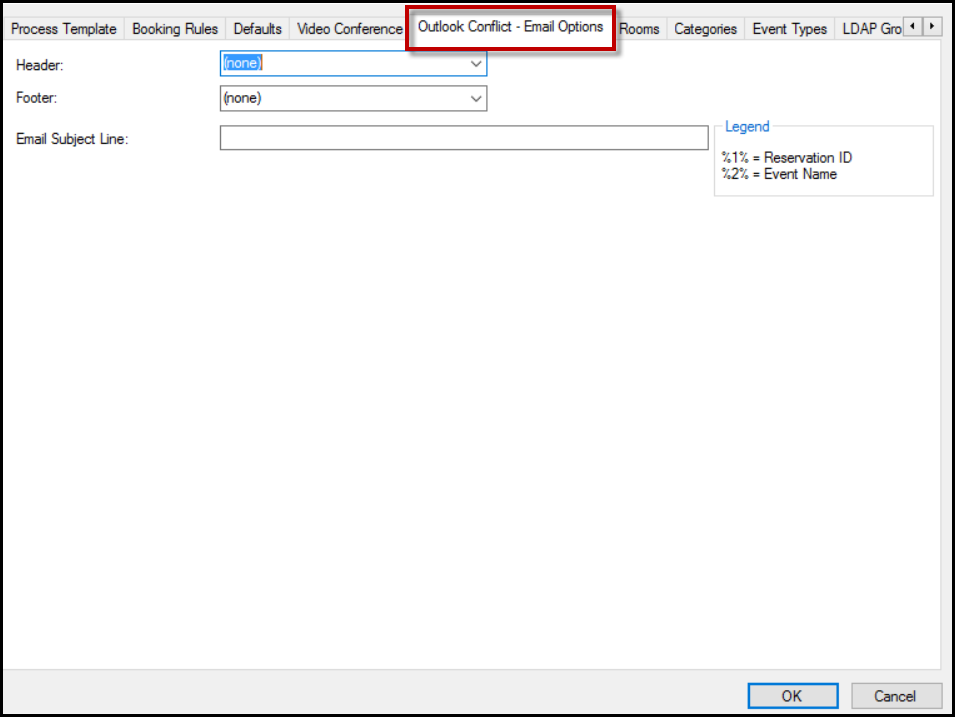 Process Template Booking Rules Defaults Video Conference Outlook Conflict - Email Options Rooms Categories Event Types LDAP Gro
Header: (none)
Footer: (none)
Email Subject Line:
Legend
%1% = Reservation ID
%2% = Event Name
OK Cancel